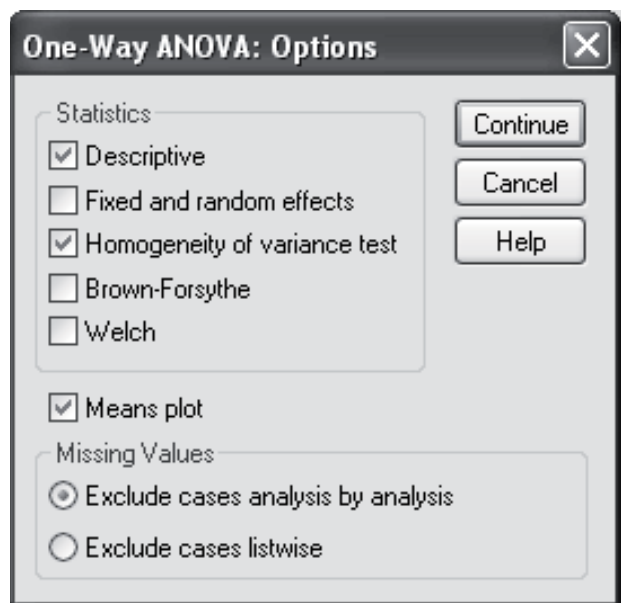 One-Way ANOVA: Options
Statistics
Descriptive
Fixed and random effects
Homogeneity of variance test
Brown-Forsythe
Welch
Continue
Cancel
Help
Means plot
Missing Values
Exclude cases analysis by analysis
Exclude cases listwise